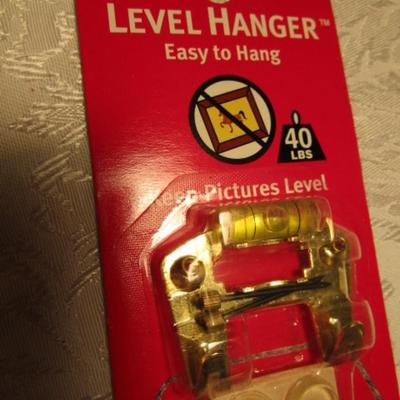 LEVEL HANGER™
Easy to Hang
40
LBS
Keep Pictures Level